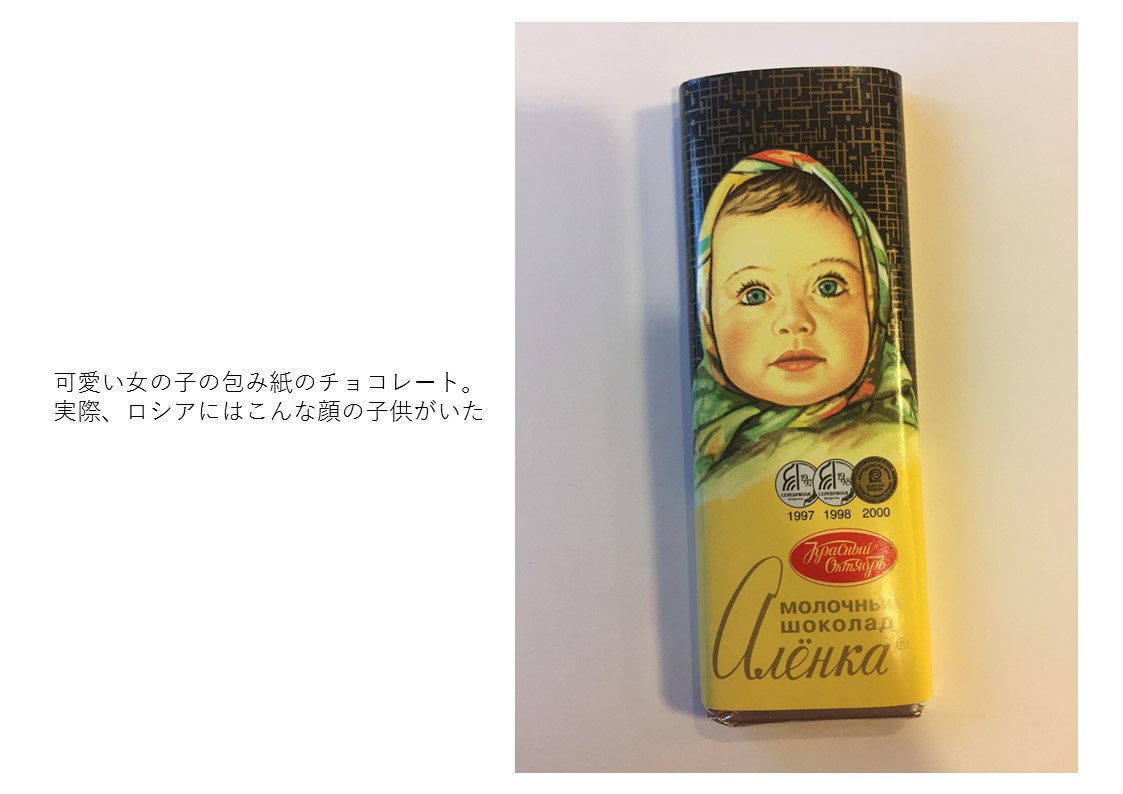 可愛い女の子の包み紙のチョコレート。
実際、ロシアにはこんな顔の子供がいた
1997 1998 2000
Красный
Октябрь
МОЛОЧНЫ
ШОКОЛАД
Алёнка®